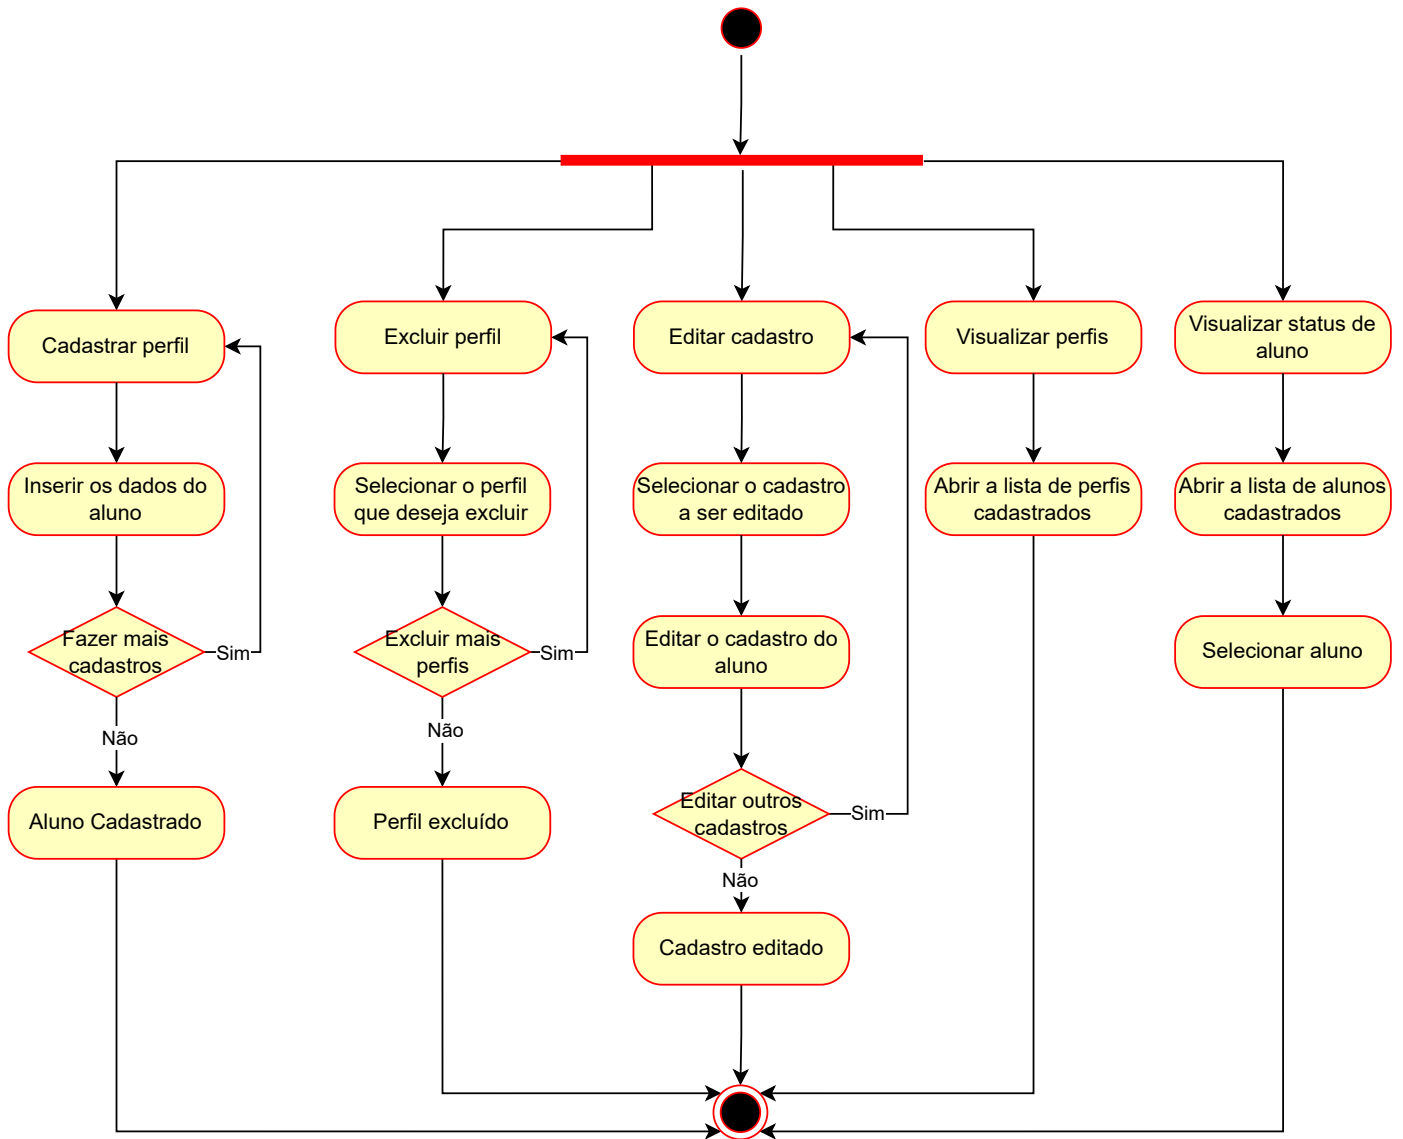 Cadastrar perfil
Inserir os dados do
aluno
Fazer mais
cadastros
Sim
Não
Aluno Cadastrado
Excluir perfil
Selecionar o perfil
que deseja excluir
Excluir mais
perfis
Sim
Não
Perfil excluído
Editar cadastro
Selecionar o cadastro
a ser editado
Editar o cadastro do
aluno
Editar outros
cadastros
Sim
Não
Cadastro editado
Visualizar perfis
Abrir a lista de perfis
cadastrados
Visualizar status de
aluno
Abrir a lista de alunos
cadastrados
Selecionar aluno